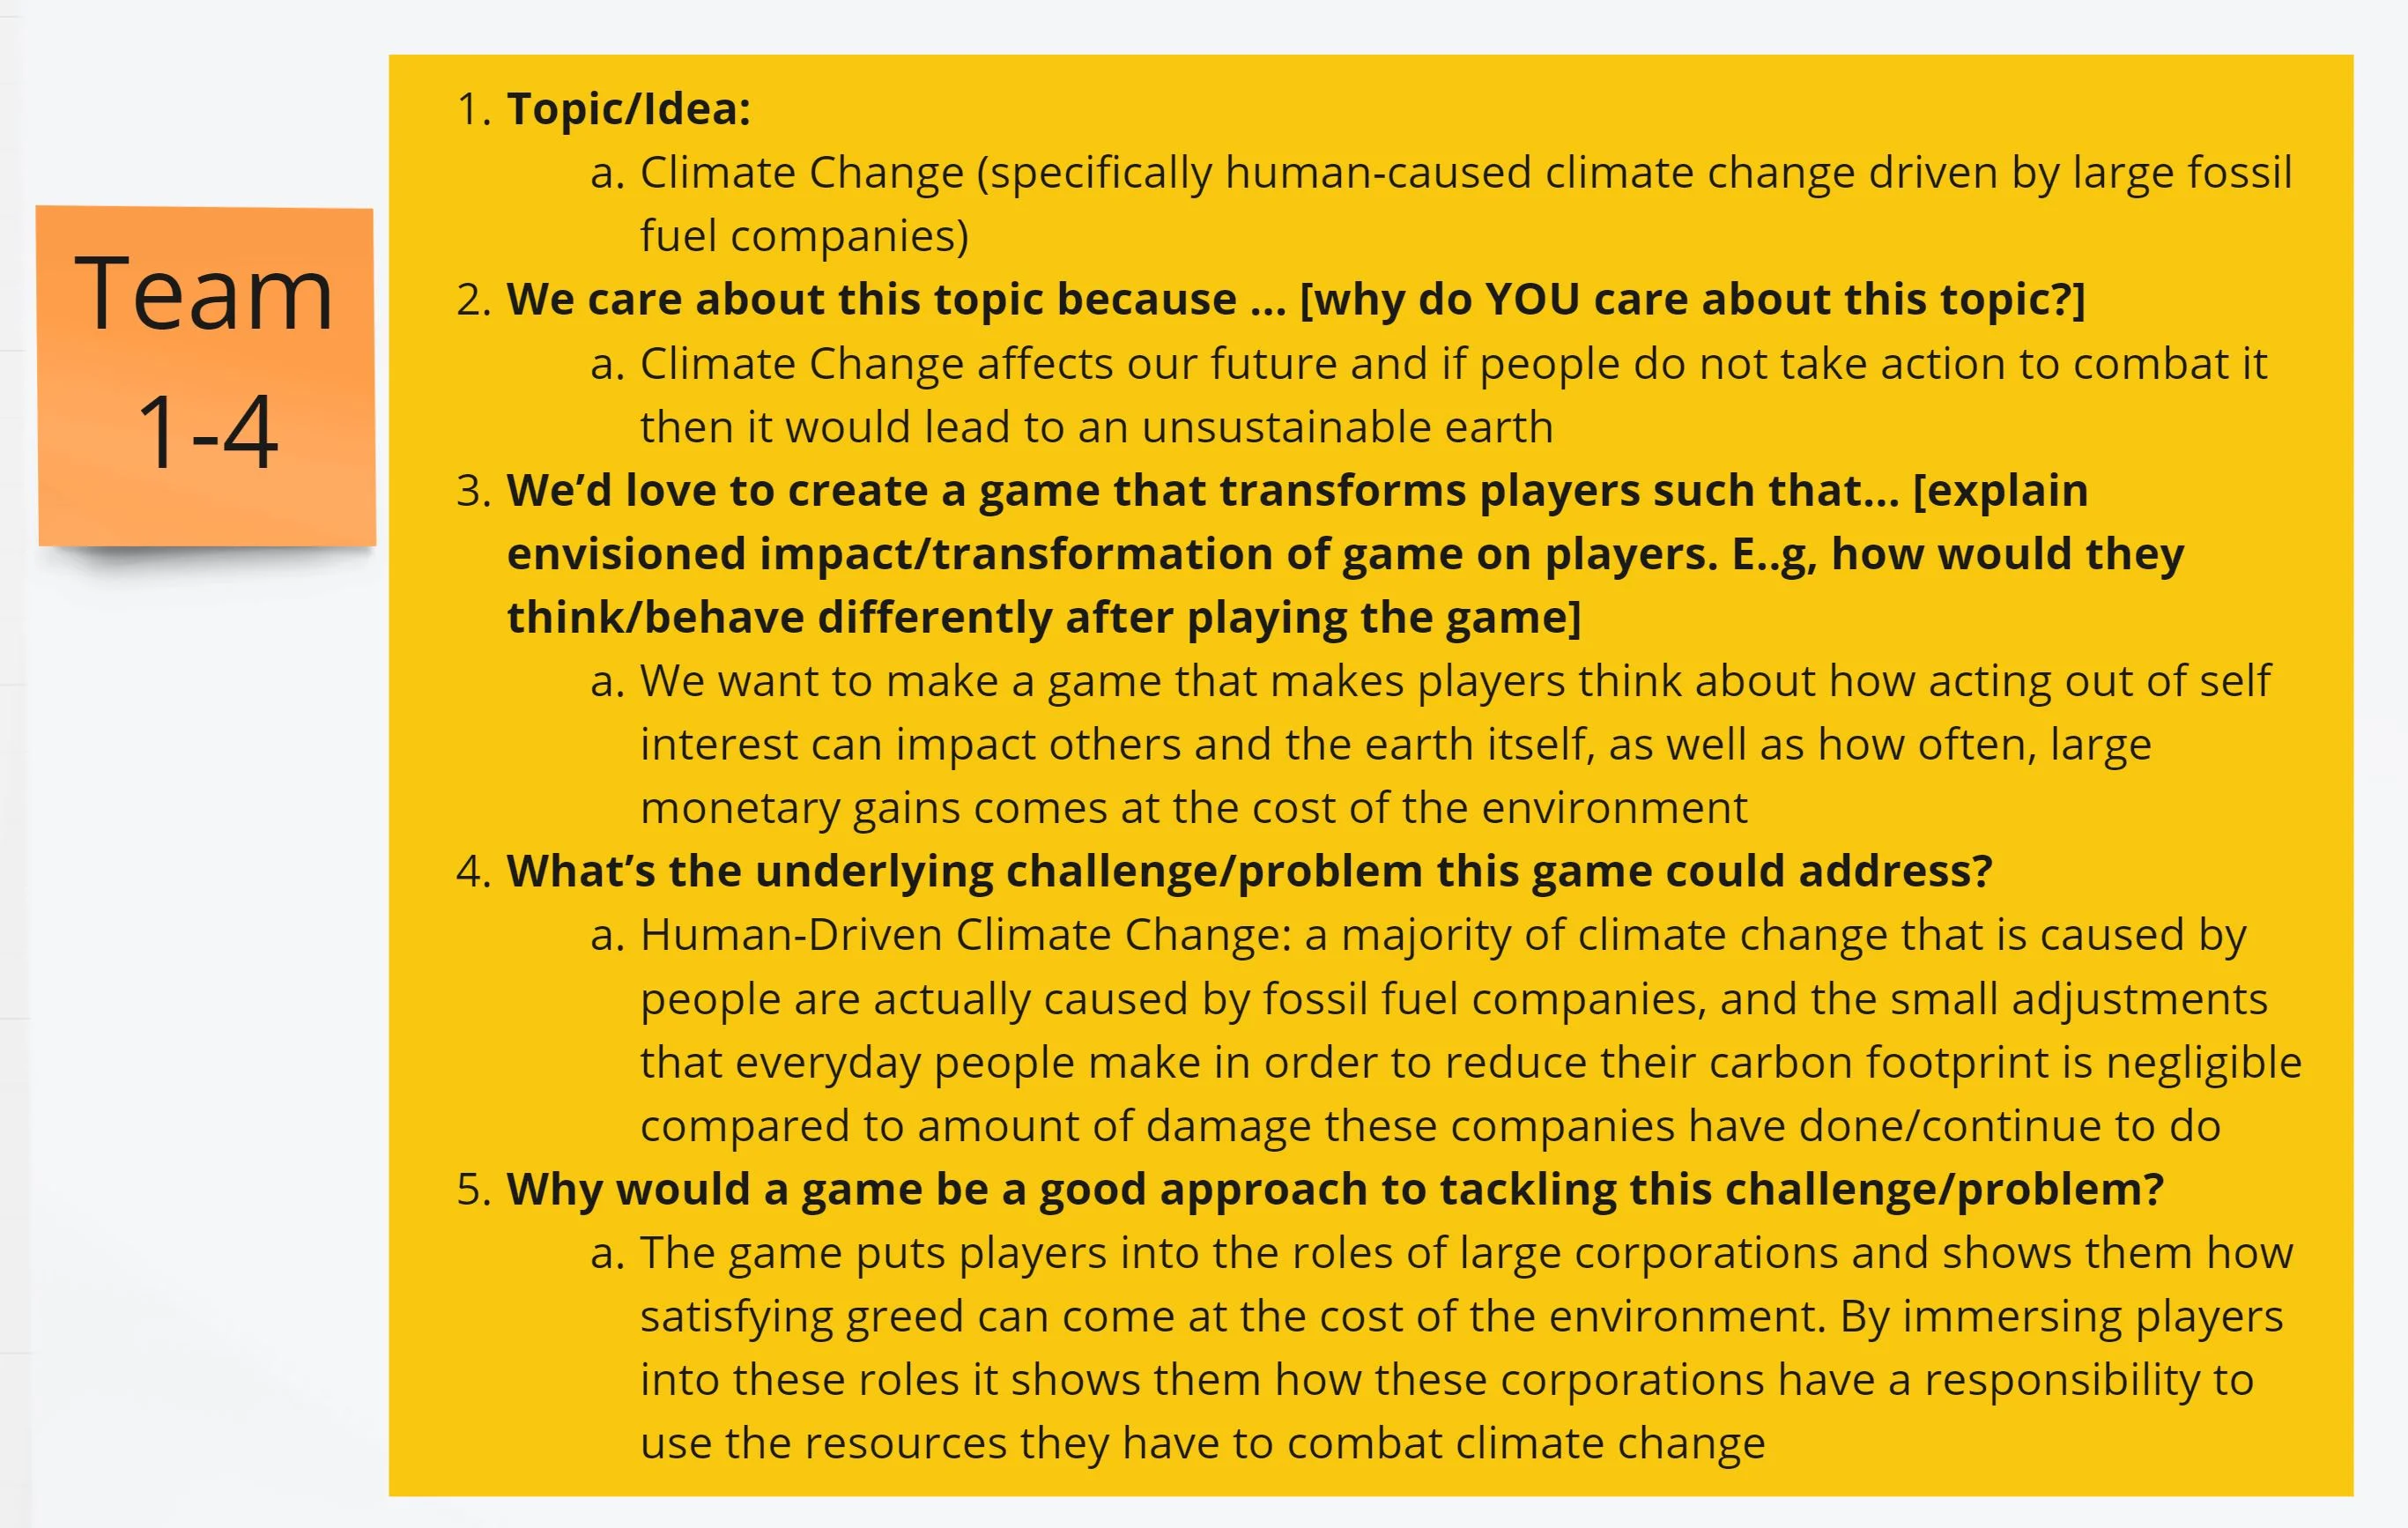 Team
1-4
1. Topic/Idea:
a. Climate Change (specifically human-caused climate change driven by large fossil
fuel companies)
2. We care about this topic because ... [why do YOU care about this topic?]
a. Climate Change affects our future and if people do not take action to combat it
then it would lead to an unsustainable earth
3. We’d love to create a game that transforms players such that... [explain
envisioned impact/transformation of game on players. E..g, how would they
think/behave differently after playing the game]
a. We want to make a game that makes players think about how acting out of self
interest can impact others and the earth itself, as well as how often, large
monetary gains comes at the cost of the environment
4. What’s the underlying challenge/problem this game could address?
a. Human-Driven Climate Change: a majority of climate change that is caused by
people are actually caused by fossil fuel companies, and the small adjustments
that everyday people make in order to reduce their carbon footprint is negligible
compared to amount of damage these companies have done/continue to do
5. Why would a game be a good approach to tackling this challenge/problem?
a. The game puts players into the roles of large corporations and shows them how
satisfying greed can come at the cost of the environment. By immersing players
into these roles it shows them how these corporations have a responsibility to
use the resources they have to combat climate change